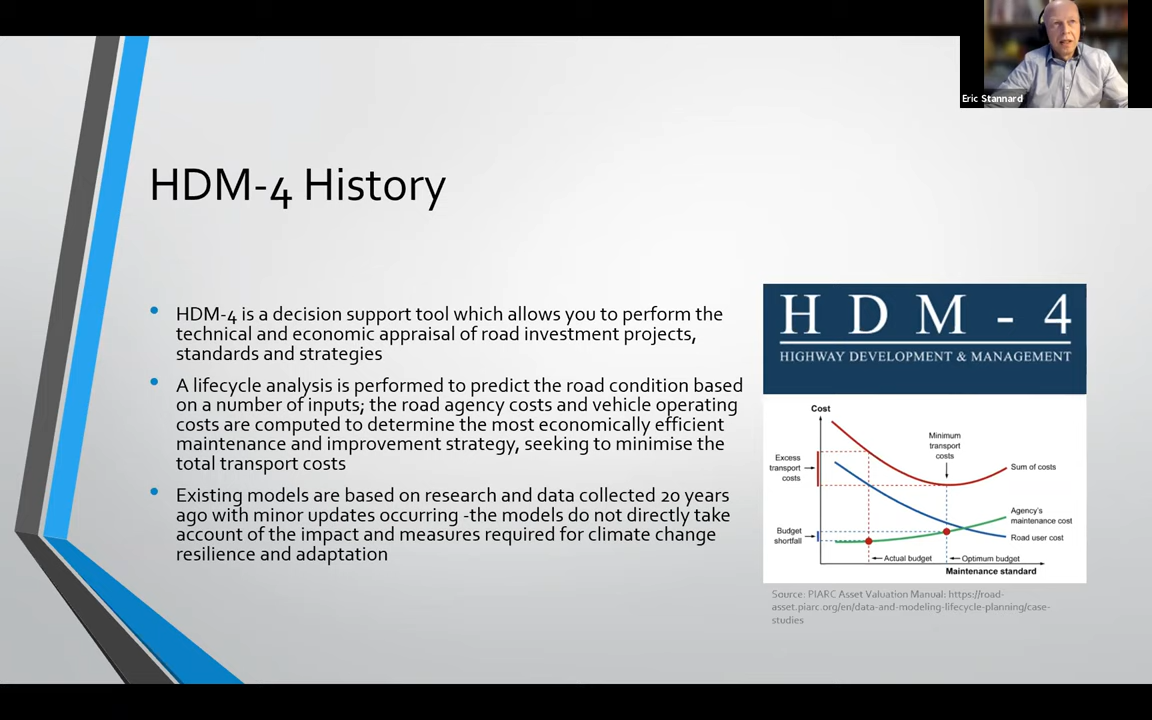 Eric Stannard
HDM-4 History
• HDM-4 is a decision support tool which allows you to perform the
technical and economic appraisal of road investment projects,
standards and strategies
• A lifecycle analysis is performed to predict the road condition based
on a number of inputs; the road agency costs and vehicle operating
costs are computed to determine the most economically efficient
maintenance and improvement strategy, seeking to minimise the
total transport costs
• Existing models are based on research and data collected 20 years
ago with minor updates occurring -the models do not directly take
account of the impact and measures required for climate change
resilience and adaptation
HDM-4
HIGHWAY DEVELOPMENT & MANAGEMENT
Cost
Minimum
transport
costs
Excess
transport
costs
Sum of costs
Agency's
maintenance cost
Budget
shortfall
Road user cost
Actual budget
Optimum budget
Maintenance standard
Source: PIARC Asset Valuation Manual: https://road-
asset.piarc.org/en/data-and-modeling-lifecycle-planning/case-
studies